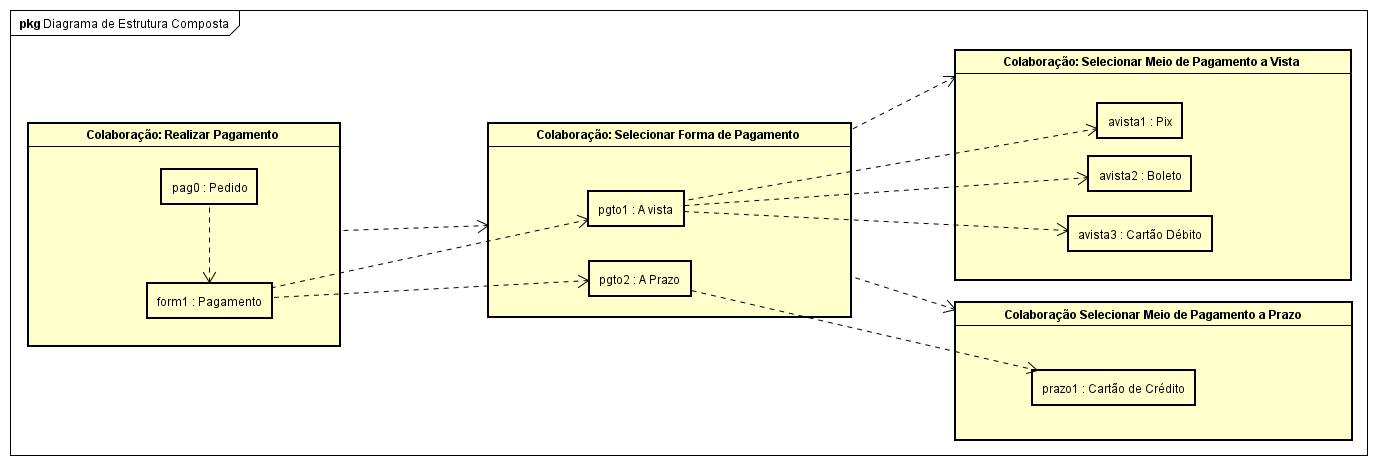 pkg Diagrama de Estrutura Composta
Colaboração: Realizar Pagamento
pag0 : Pedido
form1 : Pagamento
Colaboração: Selecionar Forma de Pagamento
pgto1 : A vista
pgto2 : A Prazo
Colaboração: Selecionar Meio de Pagamento a Vista
avista1 : Pix
avista2 : Boleto
avista3 : Cartão Débito
Colaboração Selecionar Meio de Pagamento a Prazo
prazo1 : Cartão de Crédito